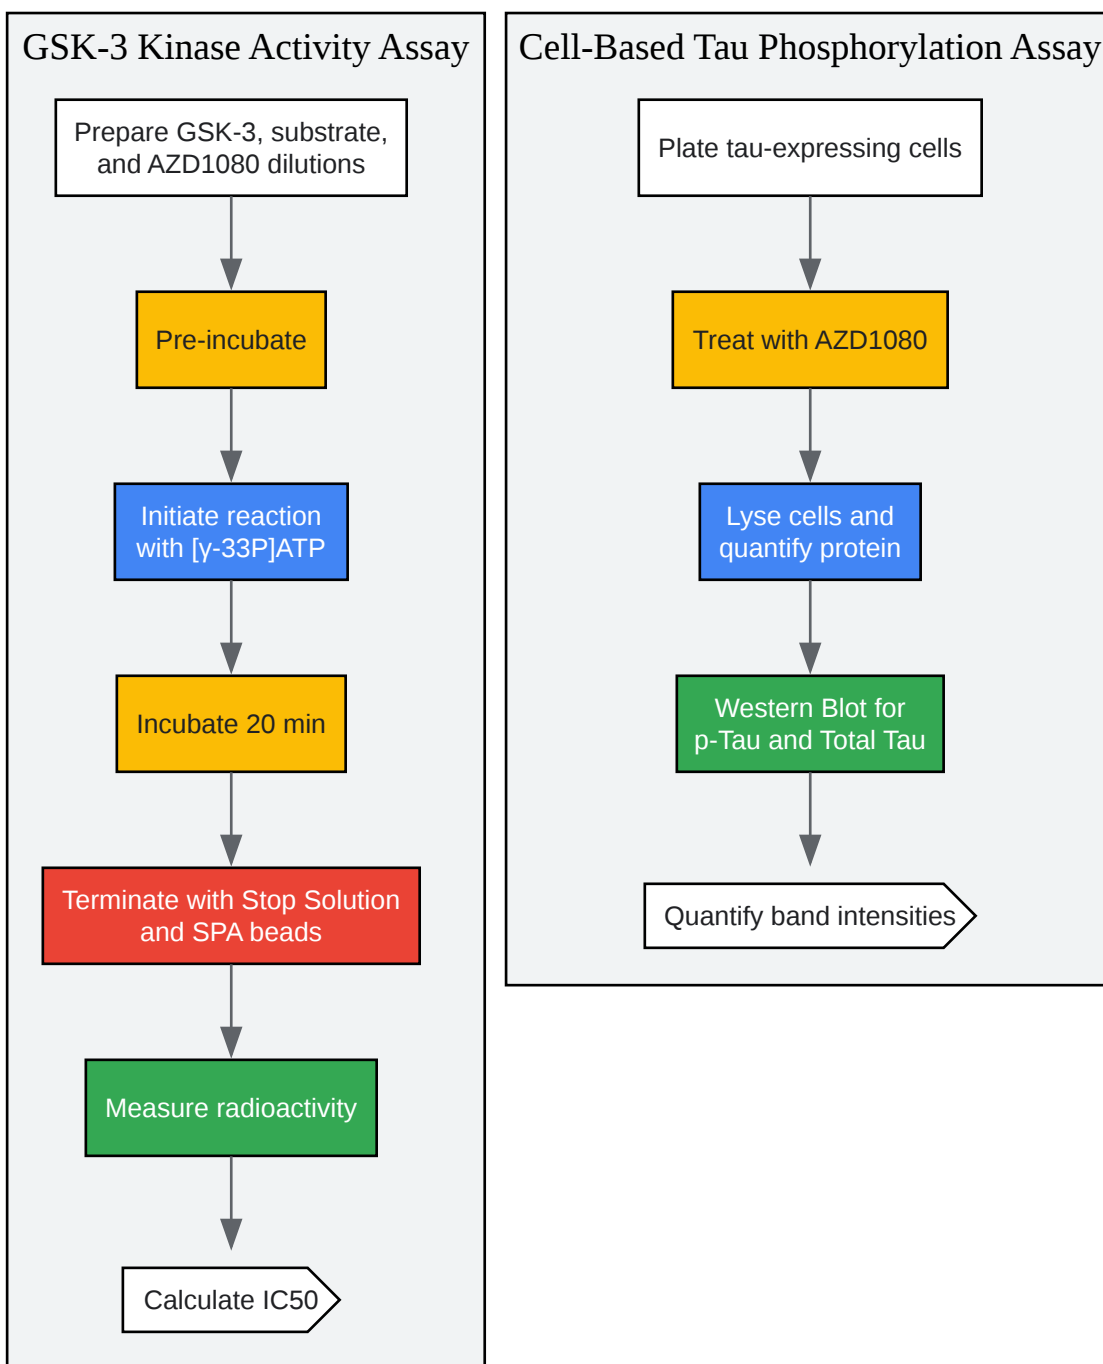 GSK-3 Kinase Activity Assay
Prepare GSK-3, substrate,
and AZD1080 dilutions
Pre-incubate
Initiate reaction
with [γ-33P]ATP
Incubate 20 min
Terminate with Stop Solution
and SPA beads
Measure radioactivity
Calculate IC50
Cell-Based Tau Phosphorylation Assay
Plate tau-expressing cells
Treat with AZD1080
Lyse cells and
quantify protein
Western Blot for
p-Tau and Total Tau
Quantify band intensities